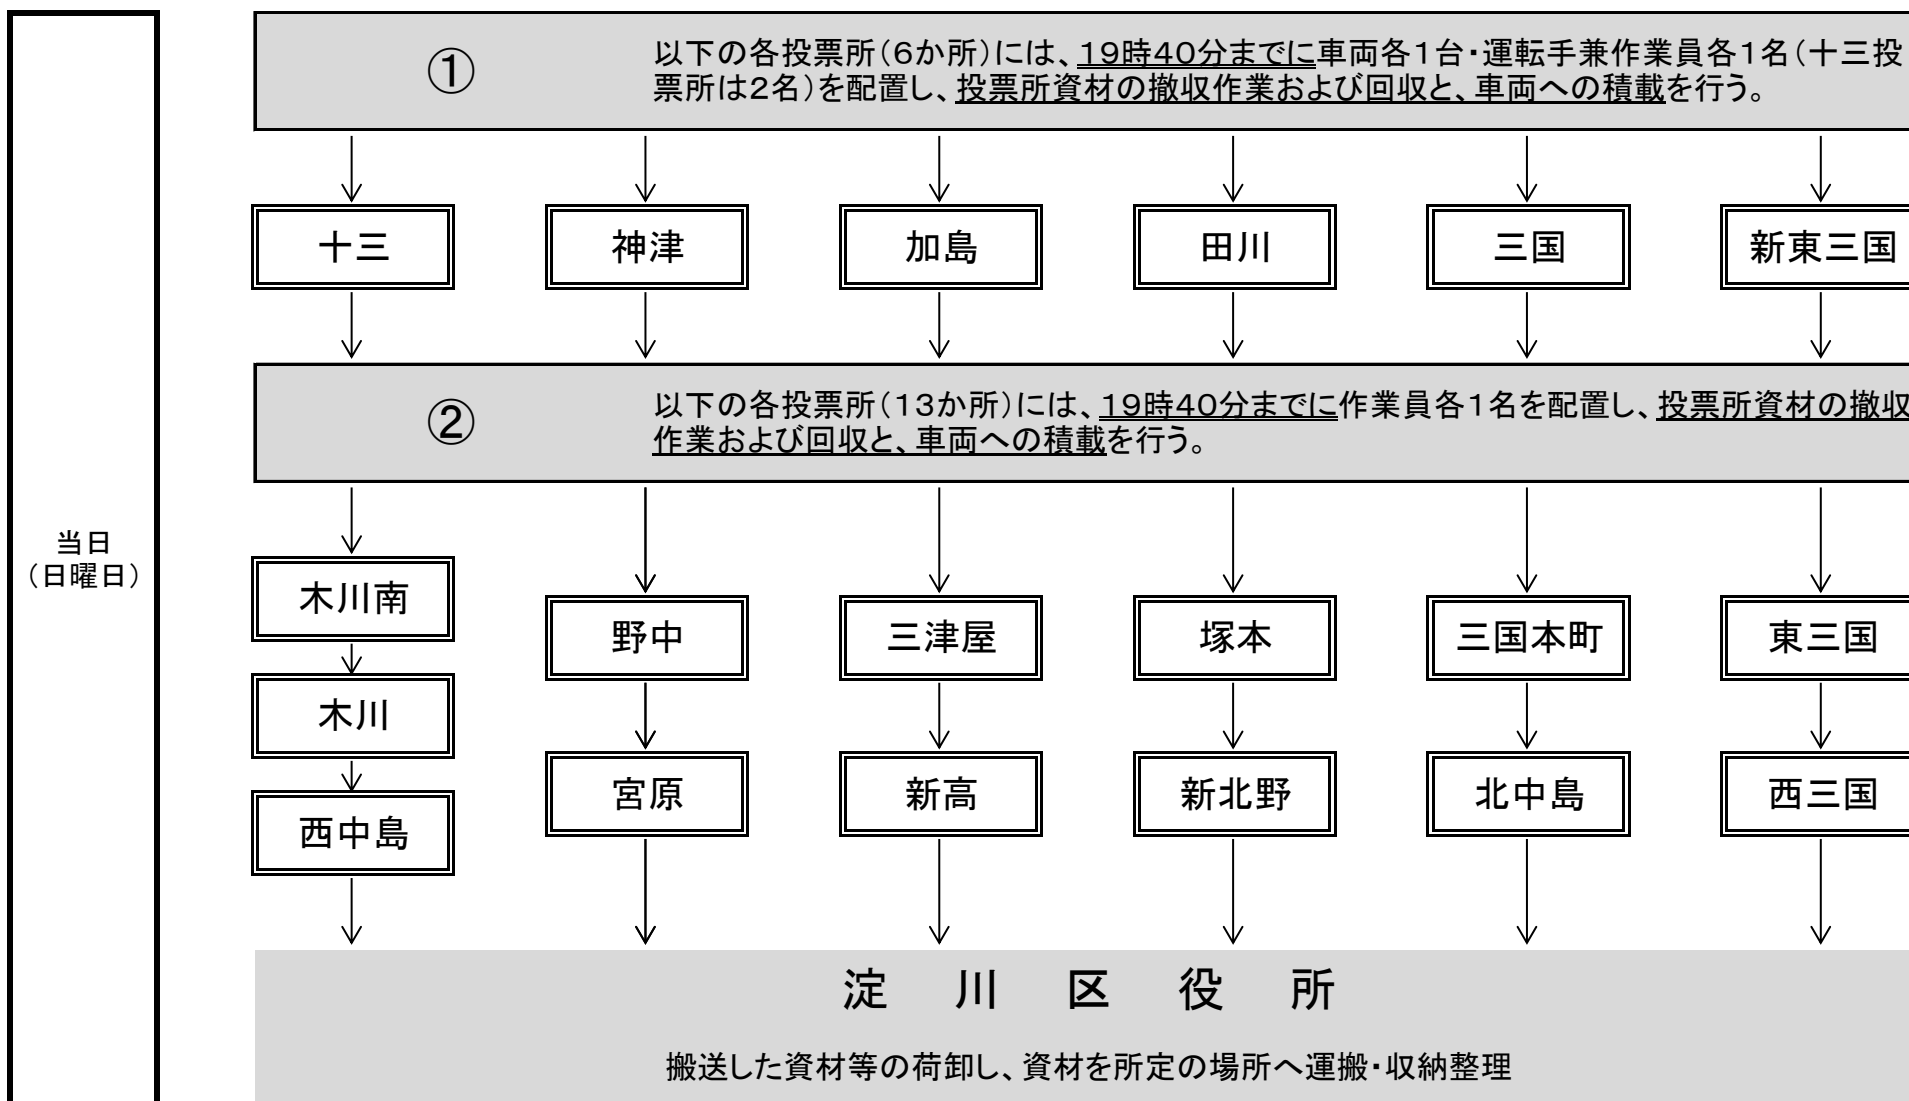 当日
(日曜日)
① 以下の各投票所(6か所)には、19時40分までに車両各1台・運転手兼作業員各1名(十三投
票所は2名)を配置し、投票所資材の撤収作業および回収と、車両への積載を行う。
十三 神津 加島 田川 三国 新東三国
② 以下の各投票所(13か所)には、19時40分までに作業員各1名を配置し、投票所資材の撤収
作業および回収と、車両への積載を行う。
木川南
野中 三津屋 塚本 三国本町 東三国
木川
宮原 新高 新北野 北中島 西三国
西中島
淀川区役所
搬送した資材等の荷卸し、資材を所定の場所へ運搬・収納整理